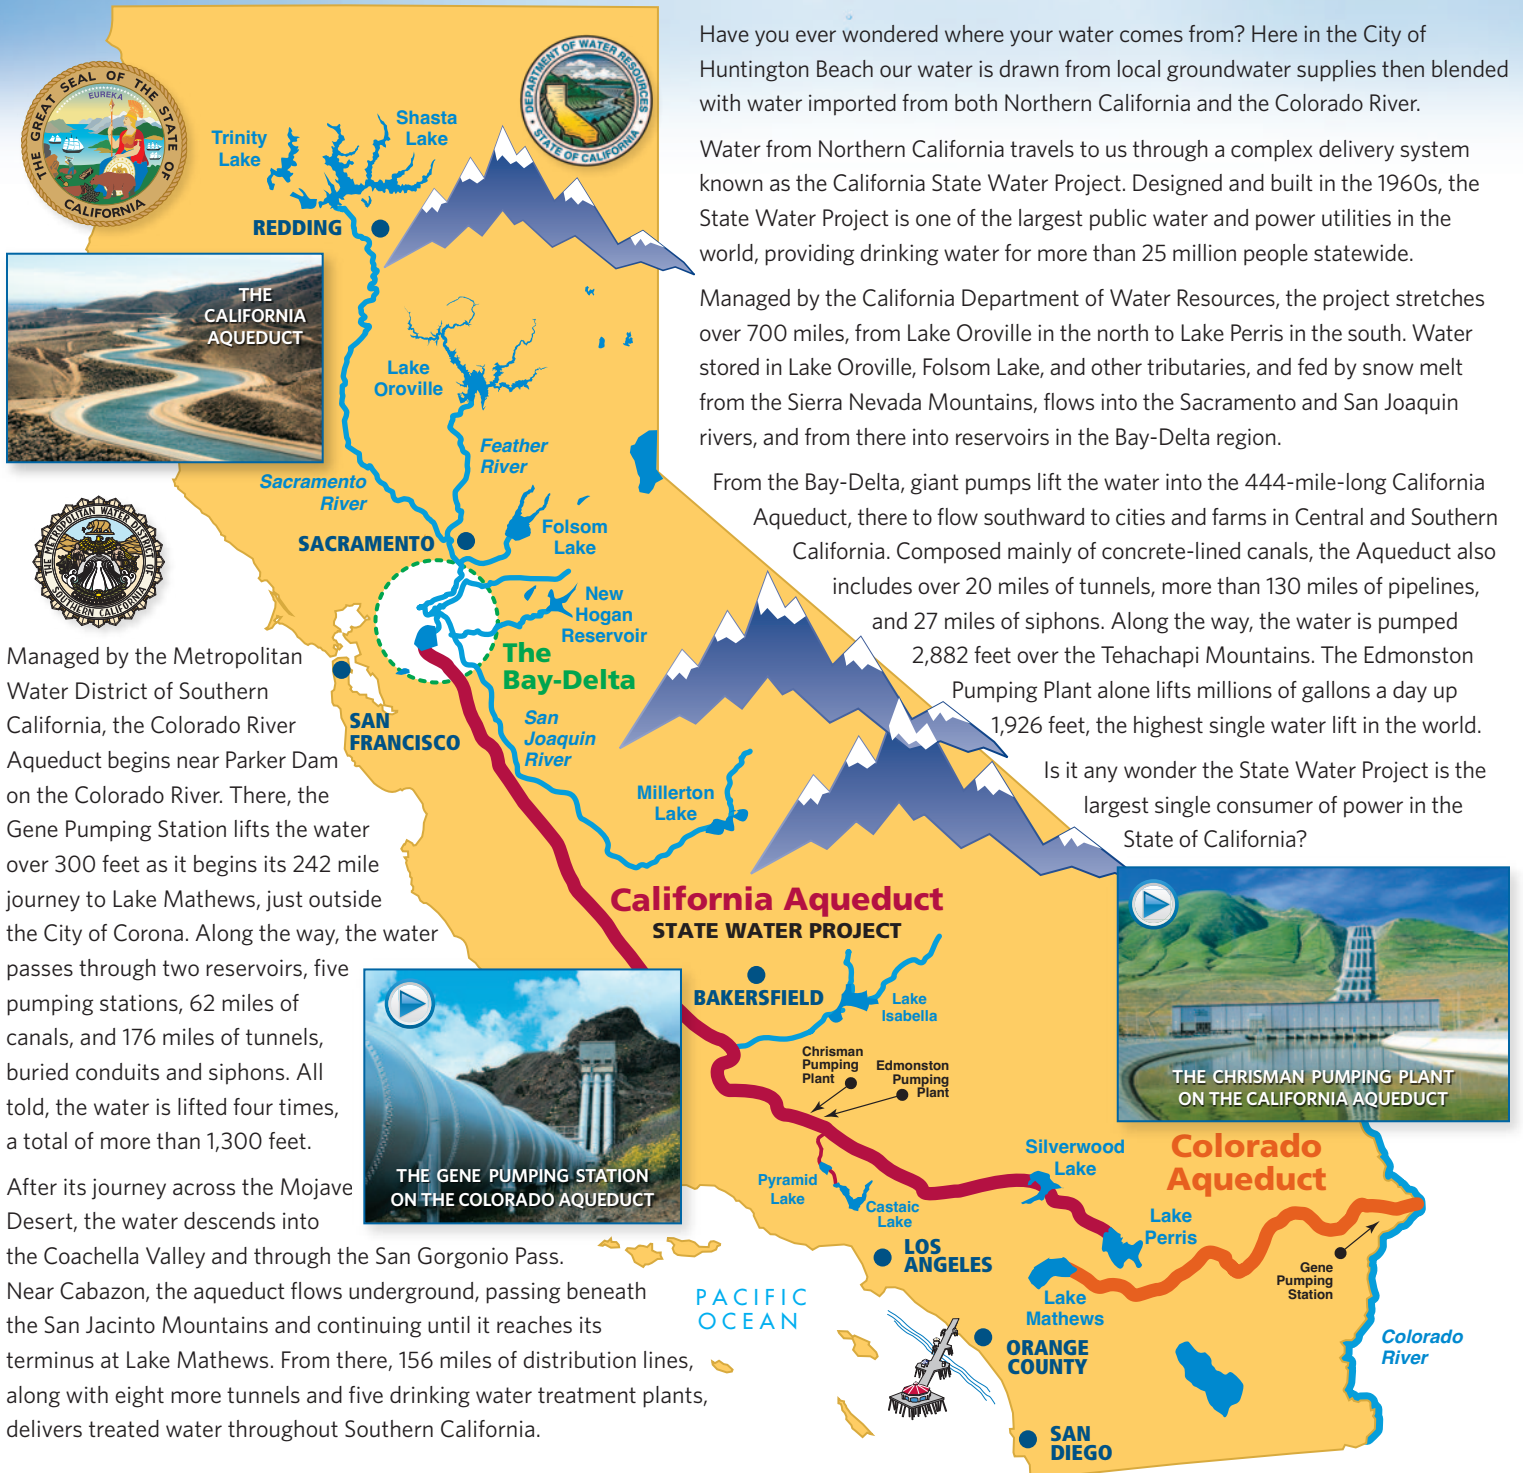 THE GREAT SEAL OF THE STATE OF CALIFORNIA
EUREKA
DEPARTMENT OF WATER RESOURCES
STATE OF CALIFORNIA
Have you ever wondered where your water comes from? Here in the City of
Huntington Beach our water is drawn from local groundwater supplies then blended
with water imported from both Northern California and the Colorado River.
Water from Northern California travels to us through a complex delivery system
known as the California State Water Project. Designed and built in the 1960s, the
State Water Project is one of the largest public water and power utilities in the
world, providing drinking water for more than 25 million people statewide.
Managed by the California Department of Water Resources, the project stretches
over 700 miles, from Lake Oroville in the north to Lake Perris in the south. Water
stored in Lake Oroville, Folsom Lake, and other tributaries, and fed by snow melt
from the Sierra Nevada Mountains, flows into the Sacramento and San Joaquin
rivers, and from there into reservoirs in the Bay-Delta region.
From the Bay-Delta, giant pumps lift the water into the 444-mile-long California
Aqueduct, there to flow southward to cities and farms in Central and Southern
California. Composed mainly of concrete-lined canals, the Aqueduct also
includes over 20 miles of tunnels, more than 130 miles of pipelines,
and 27 miles of siphons. Along the way, the water is pumped
2,882 feet over the Tehachapi Mountains. The Edmonston
Pumping Plant alone lifts millions of gallons a day up
1,926 feet, the highest single water lift in the world.
Is it any wonder the State Water Project is the
largest single consumer of power in the
State of California?
Trinity
Lake
Shasta
Lake
REDDING
THE
CALIFORNIA
AQUEDUCT
Lake
Oroville
Feather
River
Sacramento
River
SACRAMENTO
Folsom
Lake
New
Hogan
Reservoir
The
Bay-Delta
THE METROPOLITAN WATER DISTRICT OF
SOUTHERN CALIFORNIA
SAN
FRANCISCO
San
Joaquin
River
Millerton
Lake
Managed by the Metropolitan
Water District of Southern
California, the Colorado River
Aqueduct begins near Parker Dam
on the Colorado River. There, the
Gene Pumping Station lifts the water
over 300 feet as it begins its 242 mile
journey to Lake Mathews, just outside
the City of Corona. Along the way, the water
passes through two reservoirs, five
pumping stations, 62 miles of
canals, and 176 miles of tunnels,
buried conduits and siphons. All
told, the water is lifted four times,
a total of more than 1,300 feet.
After its journey across the Mojave
Desert, the water descends into
the Coachella Valley and through the San Gorgonio Pass.
Near Cabazon, the aqueduct flows underground, passing beneath
the San Jacinto Mountains and continuing until it reaches its
terminus at Lake Mathews. From there, 156 miles of distribution lines,
along with eight more tunnels and five drinking water treatment plants,
delivers treated water throughout Southern California.
California Aqueduct
STATE WATER PROJECT
BAKERSFIELD
Lake
Isabella
Chrisman
Pumping
Plant
Edmonston
Pumping
Plant
THE GENE PUMPING STATION
ON THE COLORADO AQUEDUCT
THE CHRISMAN PUMPING PLANT
ON THE CALIFORNIA AQUEDUCT
Pyramid
Lake
Castaic
Lake
Silverwood
Lake
Colorado
Aqueduct
Lake
Perris
LOS
ANGELES
Gene
Pumping
Station
Lake
Mathews
PACIFIC
OCEAN
ORANGE
COUNTY
Colorado
River
SAN
DIEGO